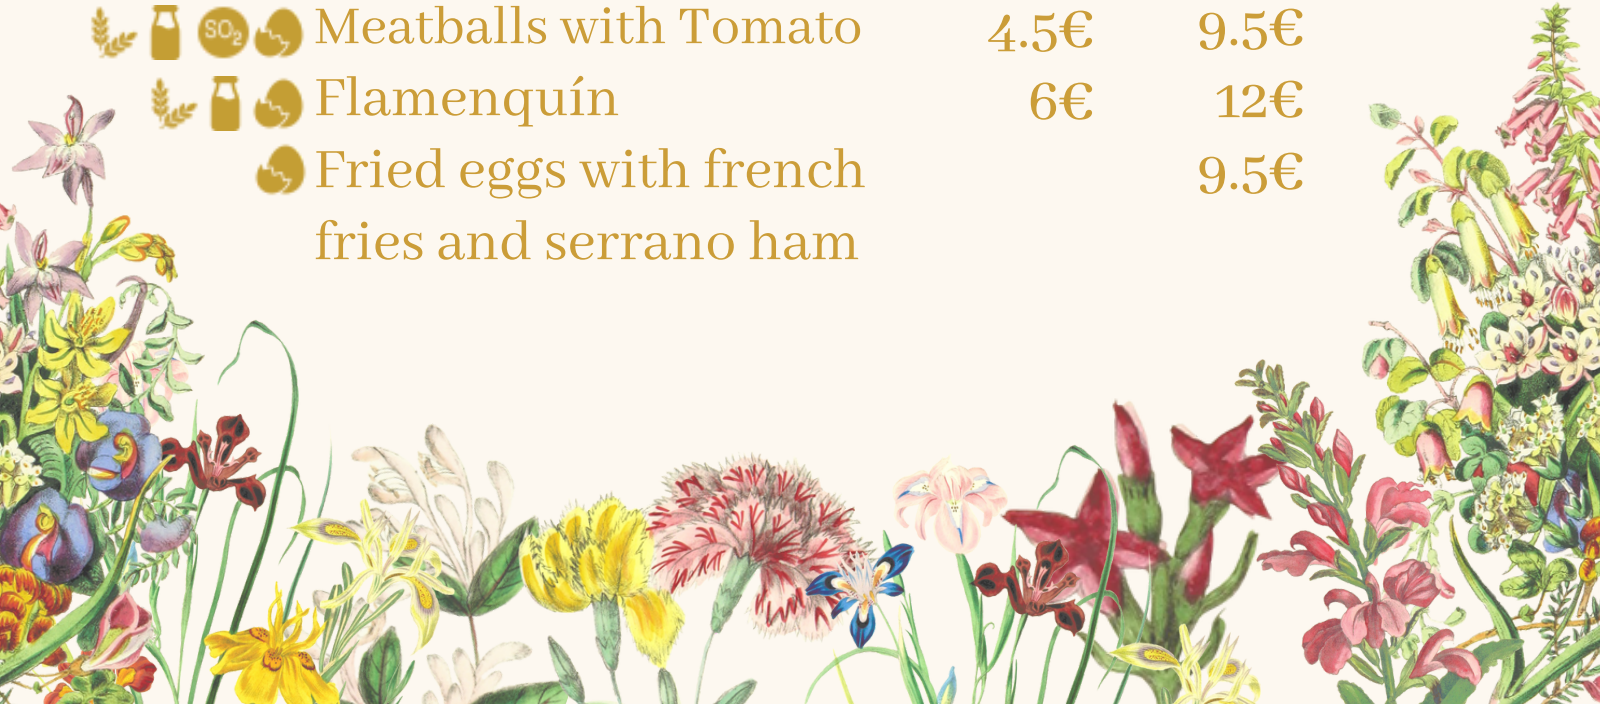 SO₂ Meatballs with Tomato 4.5€ 9.5€
Flamenquín 6€ 12€
Fried eggs with french 9.5€
fries and serrano ham